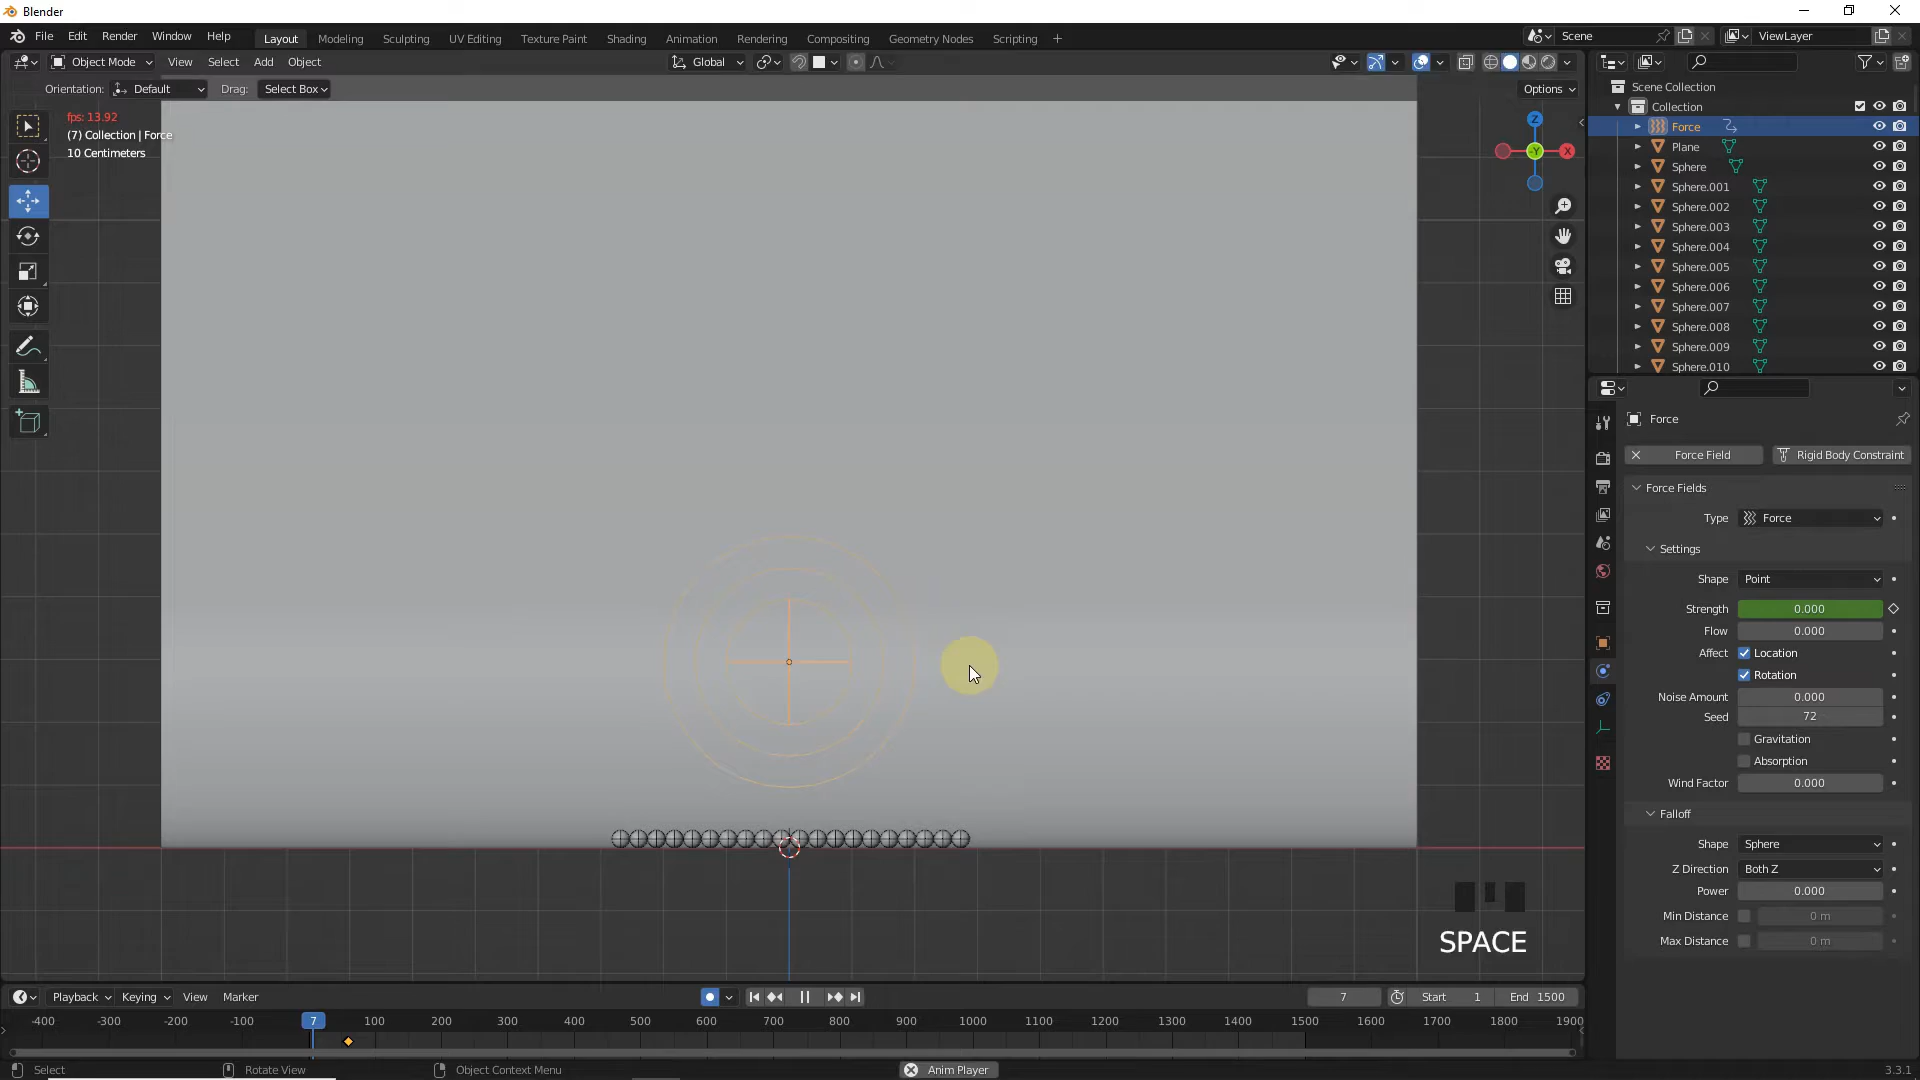 Blender
File Edit Render Window Help
Layout Modeling Sculpting UV Editing Texture Paint Shading Animation Rendering Compositing Geometry Nodes Scripting +
Scene
ViewLayer
Object Mode View Select Add Object
Global
Orientation: Default Drag: Select Box
Options
fps: 13.92
(7) Collection | Force
10 Centimeters
Z
-Y
X
Scene Collection
Collection
Force
Plane
Sphere
Sphere.001
Sphere.002
Sphere.003
Sphere.004
Sphere.005
Sphere.006
Sphere.007
Sphere.008
Sphere.009
Sphere.010
Force
Force Field Rigid Body Constraint
Force Fields
Type Force
Settings
Shape Point
Strength 0.000
Flow 0.000
Affect Location
Rotation
Noise Amount 0.000
Seed 72
Gravitation
Absorption
Wind Factor 0.000
Falloff
Shape Sphere
Z Direction Both Z
Power 0.000
Min Distance 0 m
Max Distance 0 m
SPACE
Playback Keying View Marker
7 Start 1 End 1500
-400 -300 -200 -100 7 100 200 300 400 500 600 700 800 900 1000 1100 1200 1300 1400 1500 1600 1700 1800 1900
Select Rotate View Object Context Menu Anim Player 3.3.1